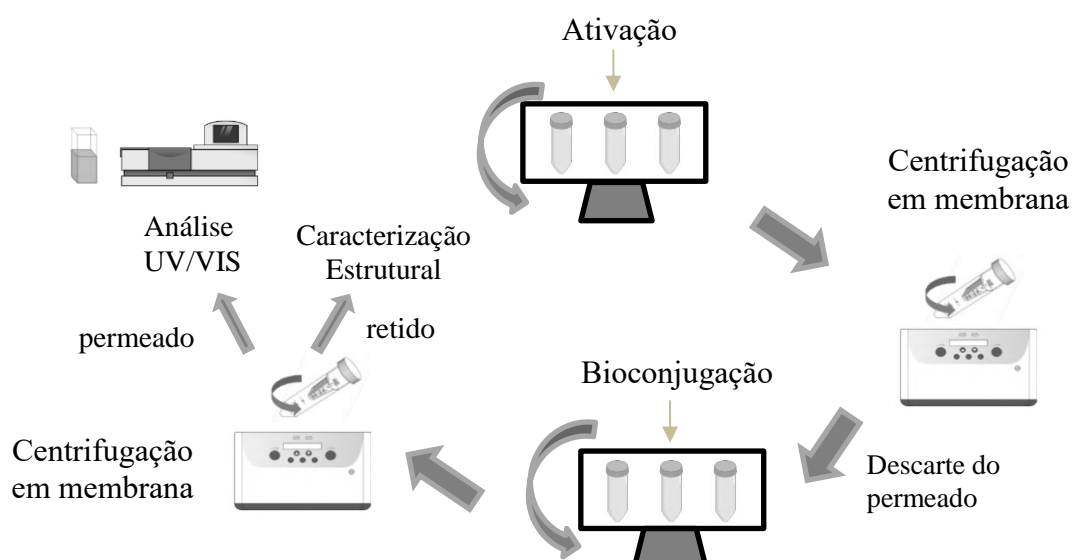 Ativação
Centrifugação
em membrana
Descarte do
permeado
Bioconjugação
Centrifugação
em membrana
permeado
retido
Análise
UV/VIS
Caracterização
Estrutural